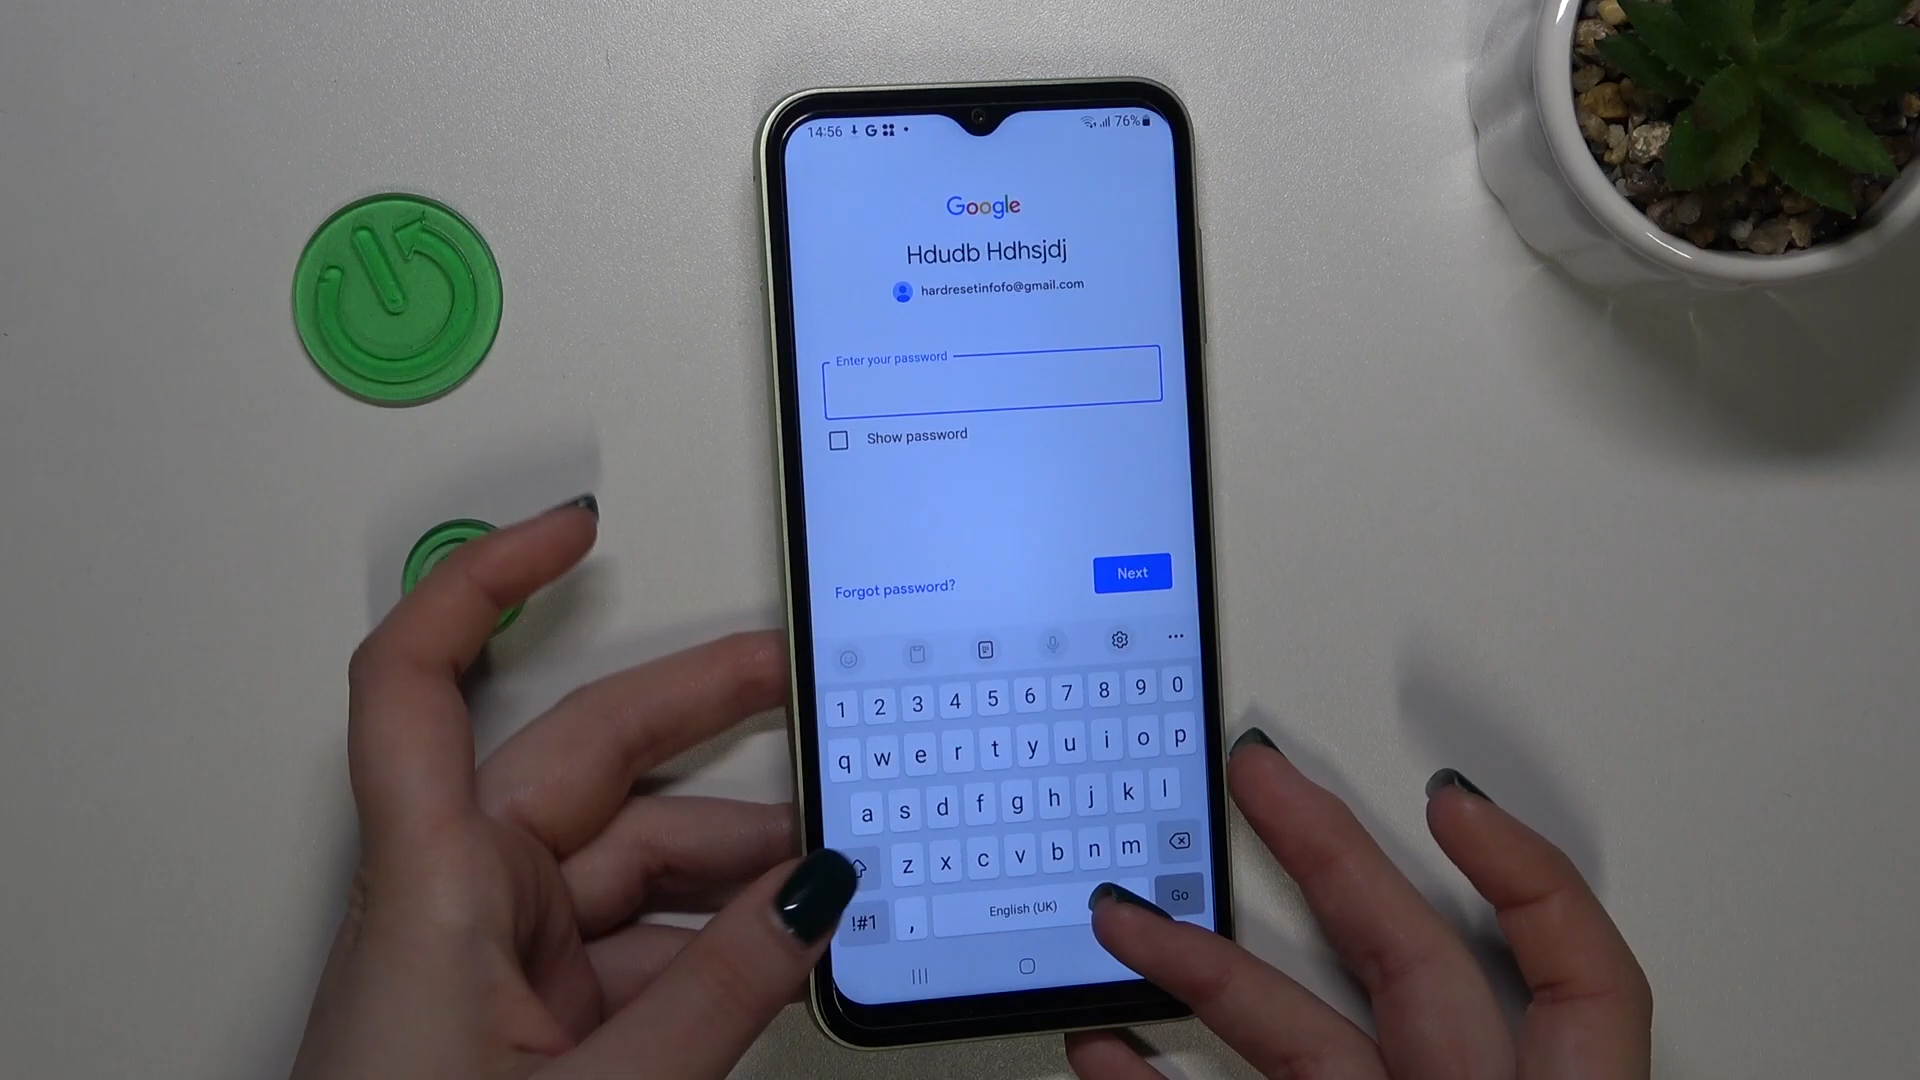 14:56 G 76%
Google
Hdudb Hdhsjdj
hardresetinfofo@gmail.com
Enter your password
Show password
Forgot password?
Next
1 2 3 4 5 6 7 8 9 0
q w e r t y u i o p
a s d f g h j k l
z x c v b n m
!#1 , English (UK) Go